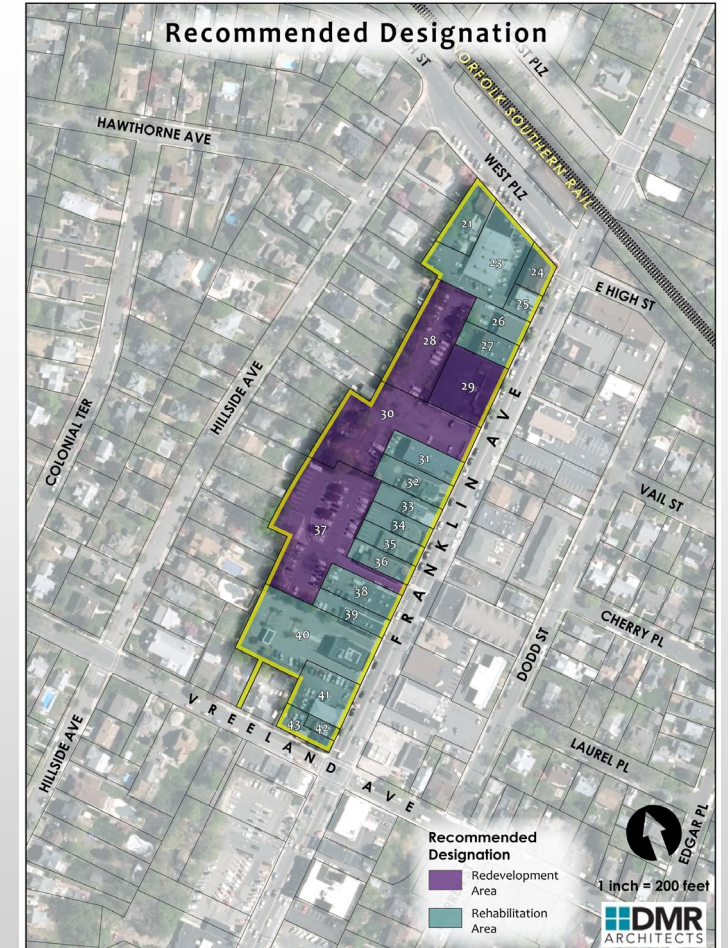 Recommended Designation
HAWTHORNE AVE
NORFOLK SOUTHERN RAIL
WEST PLZ
E HIGH ST
21
23
24
25
26
27
28
29
30
31
32
33
34
35
36
37
38
39
40
41
42
43
COLONIAL TER
HILLSIDE AVE
FRANKLIN AVE
VAIL ST
CHERRY PL
DODD ST
LAUREL PL
VREELAND AVE
HILLSIDE AVE
EDGAR PL
Recommended
Designation
Redevelopment
Area
Rehabilitation
Area
1 inch = 200 feet
DMR
ARCHITECTS